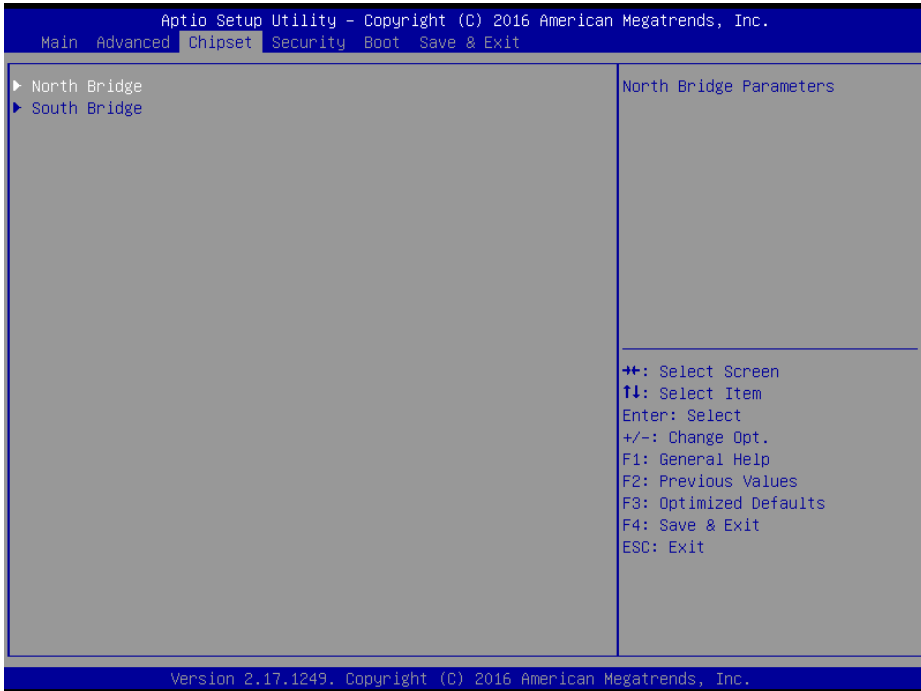 Aptio Setup Utility – Copyright (C) 2016 American Megatrends, Inc.
Main Advanced Chipset Security Boot Save & Exit
▶ North Bridge
▶ South Bridge
North Bridge Parameters
→←: Select Screen
↑↓: Select Item
Enter: Select
+/-: Change Opt.
F1: General Help
F2: Previous Values
F3: Optimized Defaults
F4: Save & Exit
ESC: Exit
Version 2.17.1249. Copyright (C) 2016 American Megatrends, Inc.